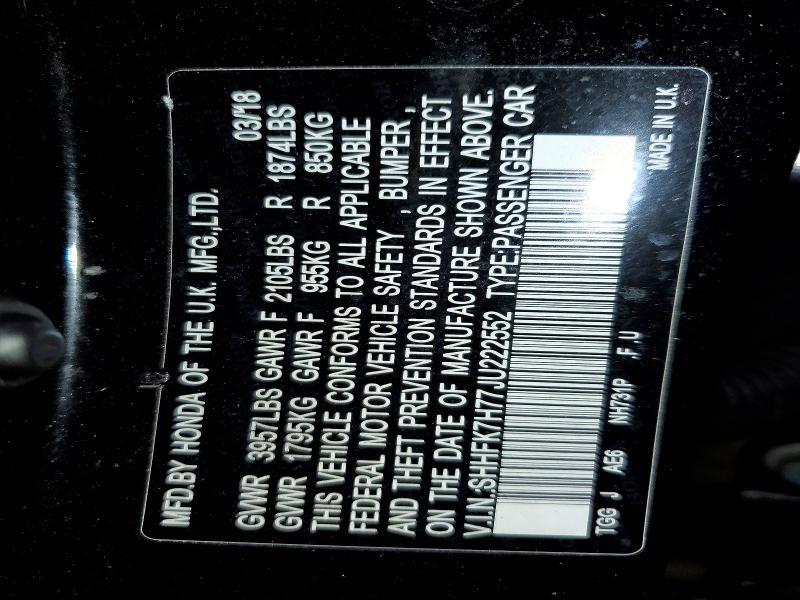 MFD.BY HONDA OF THE U.K. MFG.,LTD.
03/18
GVWR 3957LBS GAWR F 2105LBS R 1874LBS
GVWR 1795KG GAWR F 955KG R 850KG
THIS VEHICLE CONFORMS TO ALL APPLICABLE
FEDERAL MOTOR VEHICLE SAFETY , BUMPER ,
AND THEFT PREVENTION STANDARDS IN EFFECT
ON THE DATE OF MANUFACTURE SHOWN ABOVE.
V.I.N.:SHHFK7H77JU222552 TYPE:PASSENGER CAR
TGG J AE6 NH731P F .U
MADE IN U.K.